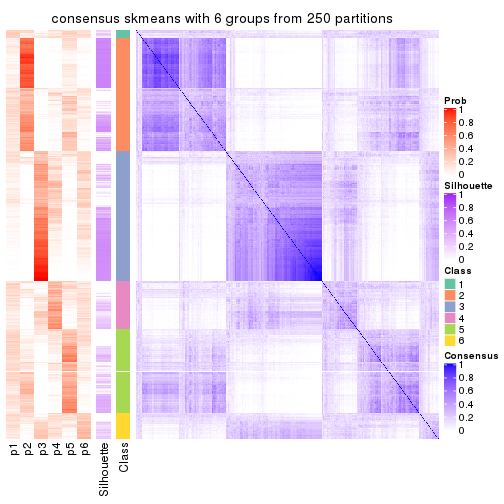 consensus skmeans with 6 groups from 250 partitions
Prob
1
0.8
0.6
0.4
0.2
0
Silhouette
1
0.8
0.6
0.4
0.2
0
Class
1
2
3
4
5
6
Consensus
1
0.8
0.6
0.4
0.2
0
p1
p2
p3
p4
p5
p6
Silhouette
Class